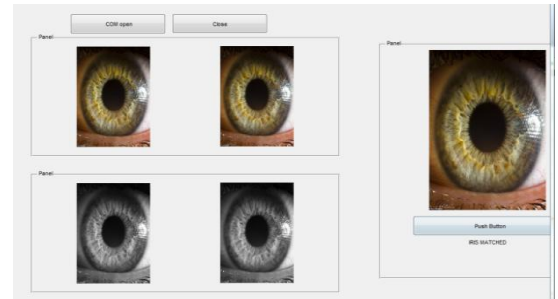 COM open
Close
Panel
Panel
Panel
Push Button
IRIS MATCHED